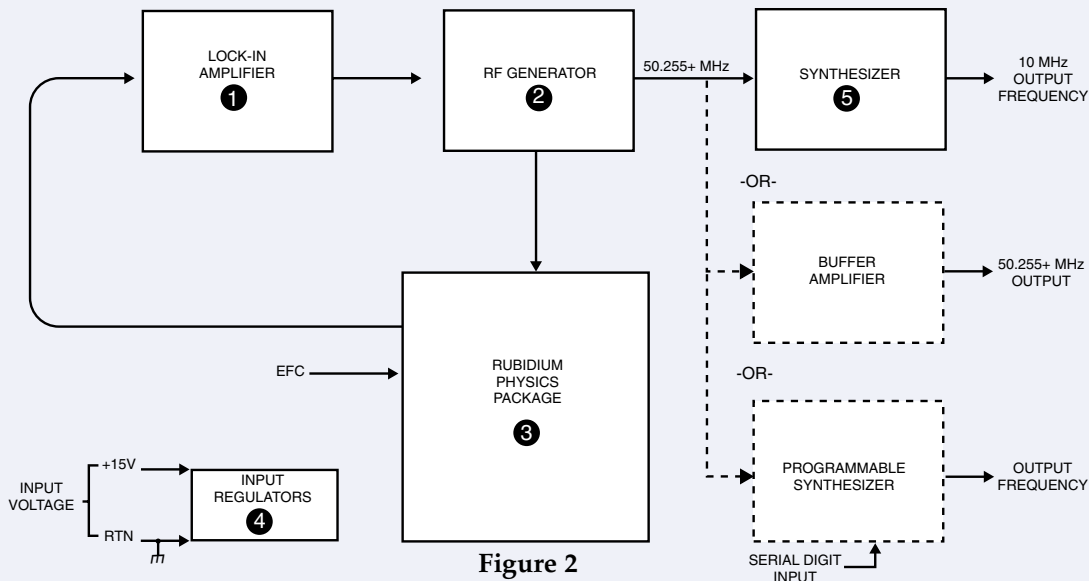 LOCK-IN
AMPLIFIER
1
RF GENERATOR
2
50.255+ MHz
SYNTHESIZER
5
10 MHz
OUTPUT
FREQUENCY
-OR-
BUFFER
AMPLIFIER
50.255+ MHz
OUTPUT
EFC
RUBIDIUM
PHYSICS
PACKAGE
3
-OR-
PROGRAMMABLE
SYNTHESIZER
OUTPUT
FREQUENCY
SERIAL DIGIT
INPUT
INPUT
VOLTAGE
+15V
RTN
INPUT
REGULATORS
4
Figure 2